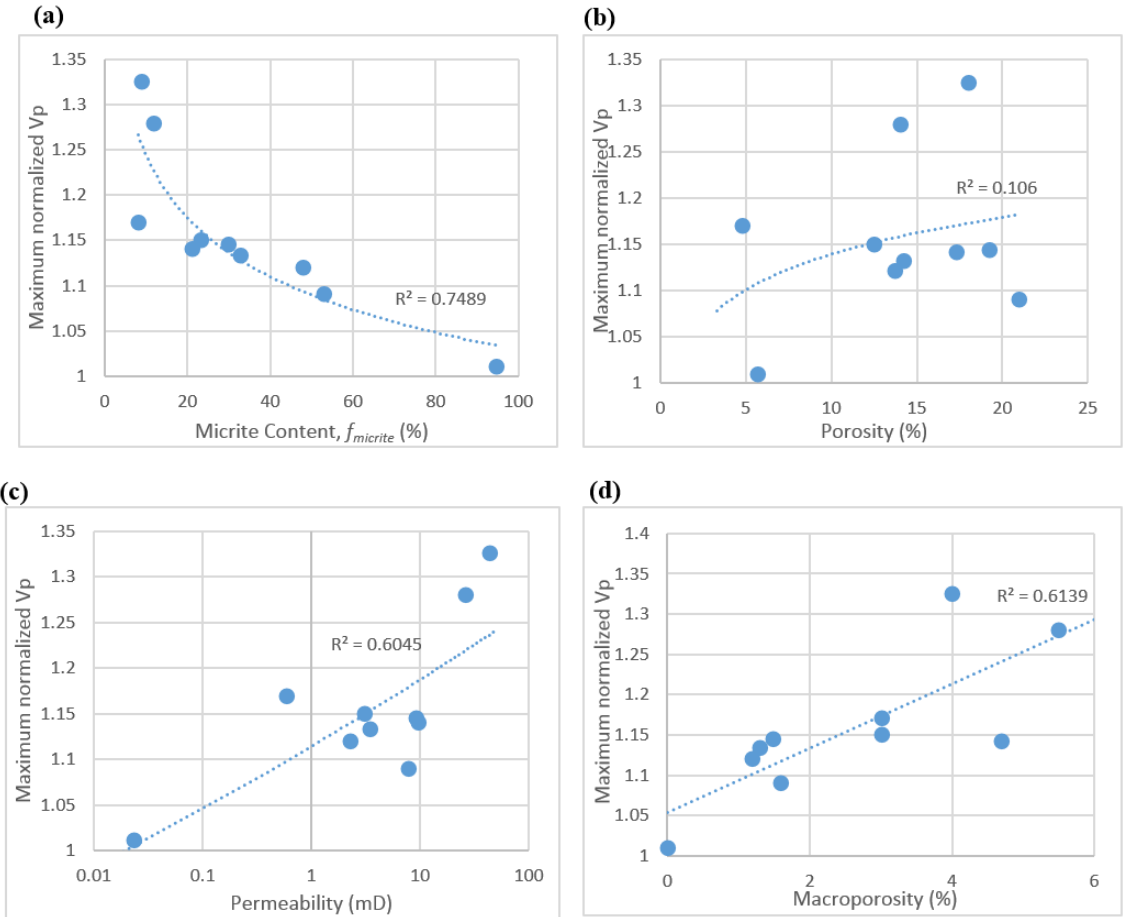 (a)
1.35
1.3
1.25
1.2
1.15
1.1
1.05
1
Maximum normalized Vp
R² = 0.7489
0 20 40 60 80 100
Micrite Content, fmicrite (%)
(b)
1.35
1.3
1.25
1.2
1.15
1.1
1.05
1
Maximum normalized Vp
R² = 0.106
0 5 10 15 20 25
Porosity (%)
(c)
1.35
1.3
1.25
1.2
1.15
1.1
1.05
1
Maximum normalized Vp
R² = 0.6045
0.01 0.1 1 10 100
Permeability (mD)
(d)
1.4
1.35
1.3
1.25
1.2
1.15
1.1
1.05
1
Maximum normalized Vp
R² = 0.6139
0 2 4 6
Macroporosity (%)